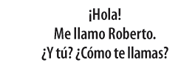 ¡Hola!
Me llamo Roberto.
¿Y tú? ¿Cómo te llamas?